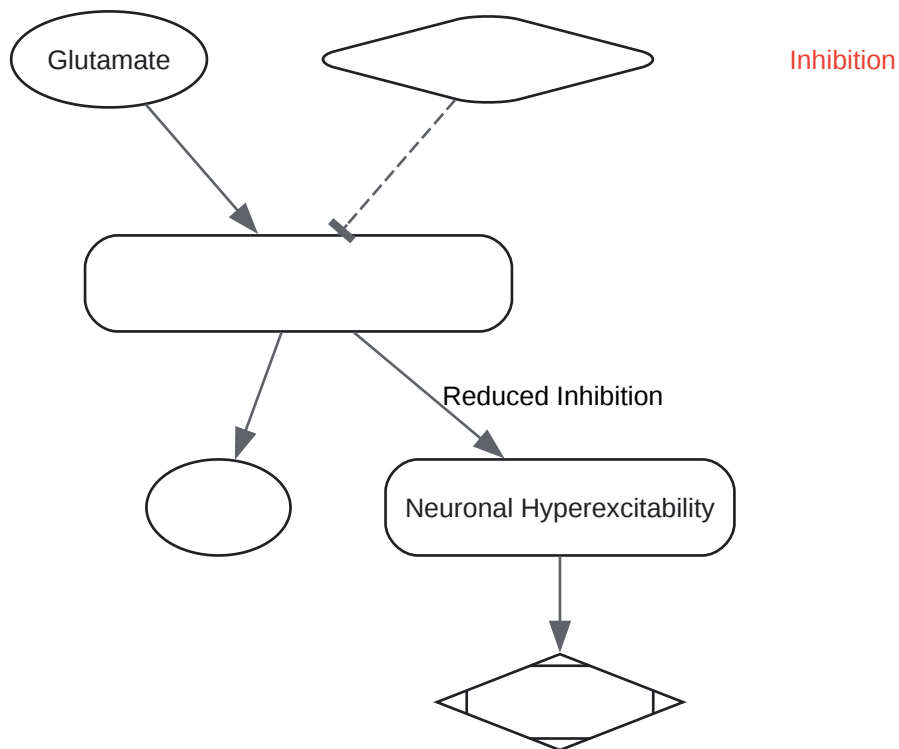 Glutamate
Inhibition
Reduced Inhibition
Neuronal Hyperexcitability